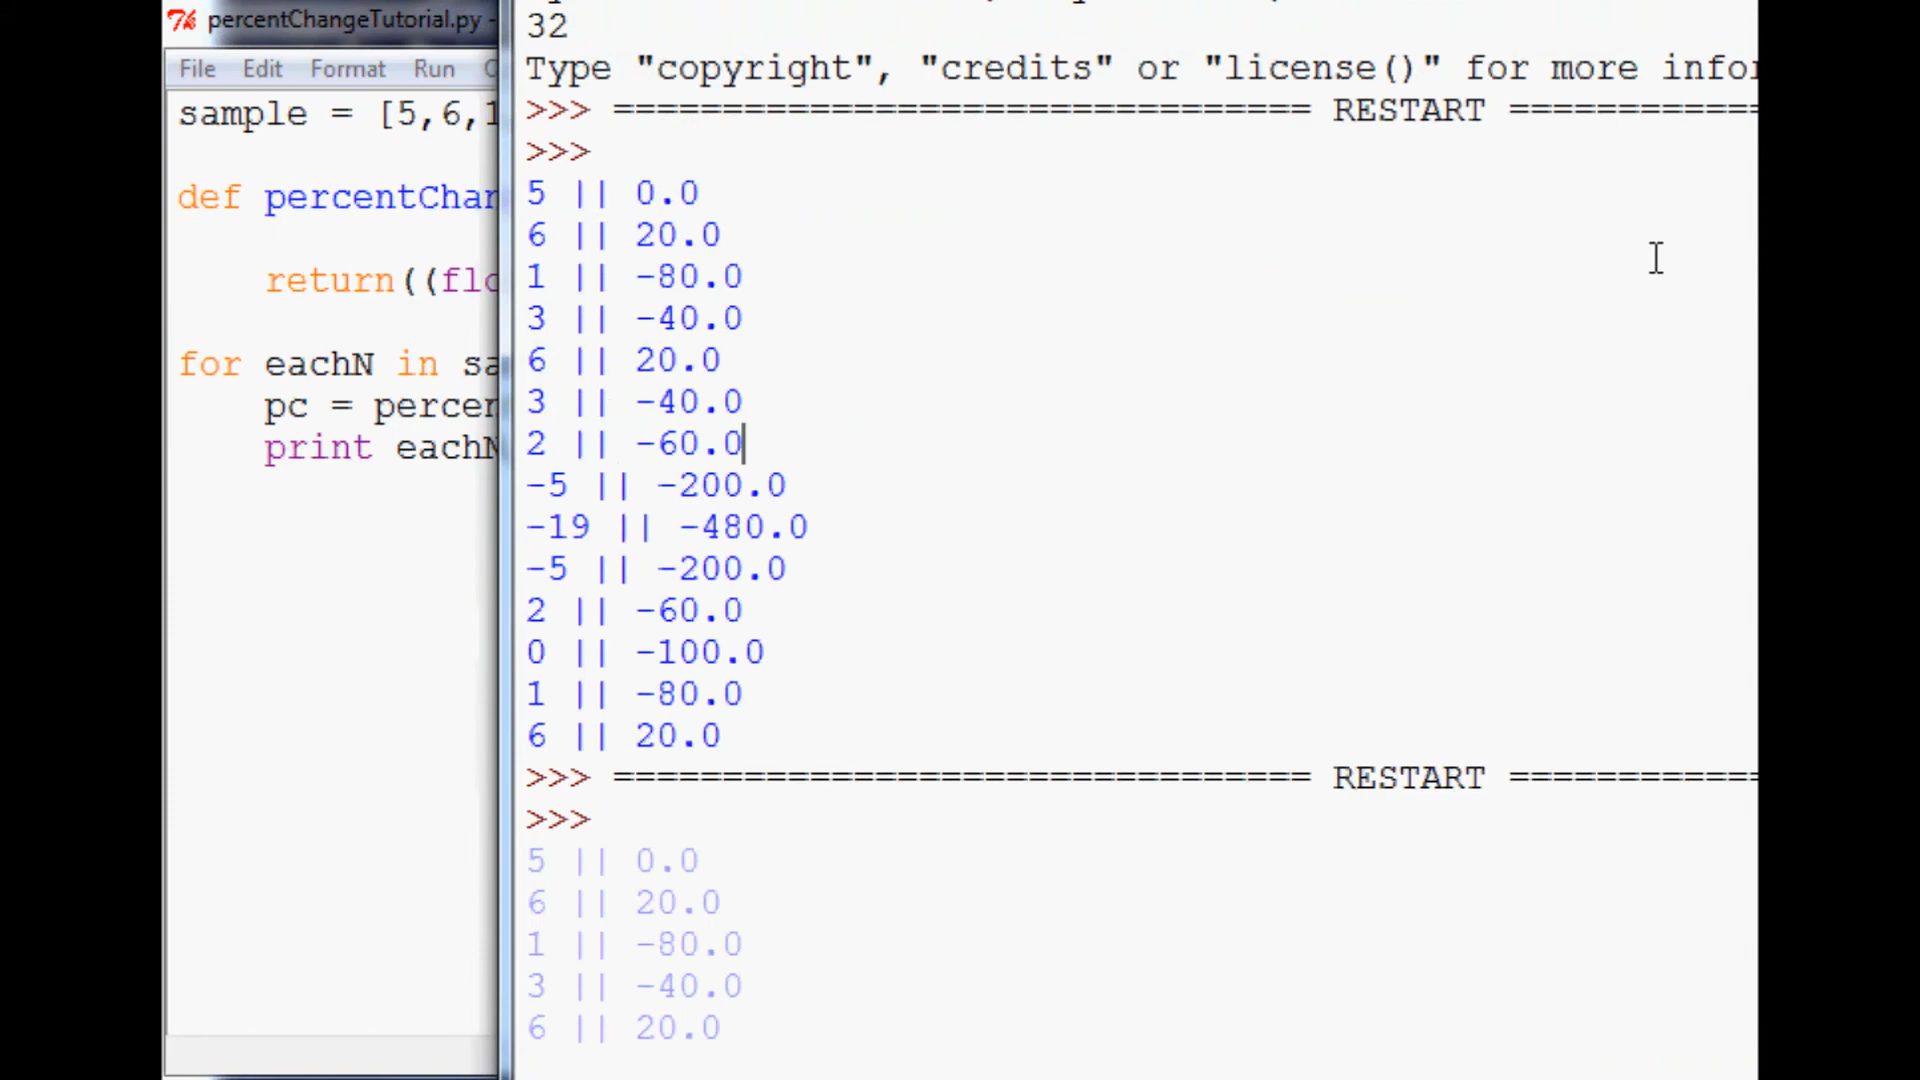 percentChangeTutorial.py -
File Edit Format Run
sample = [5,6,1
def percentChan
return((flo
for eachN in sa
pc = percen
print eachN
32
Type "copyright", "credits" or "license()" for more infor
>>> ================================ RESTART ============
>>>
5 || 0.0
6 || 20.0
1 || -80.0
3 || -40.0
6 || 20.0
3 || -40.0
2 || -60.0
-5 || -200.0
-19 || -480.0
-5 || -200.0
2 || -60.0
0 || -100.0
1 || -80.0
6 || 20.0
>>> ================================ RESTART ============
>>>
5 || 0.0
6 || 20.0
1 || -80.0
3 || -40.0
6 || 20.0